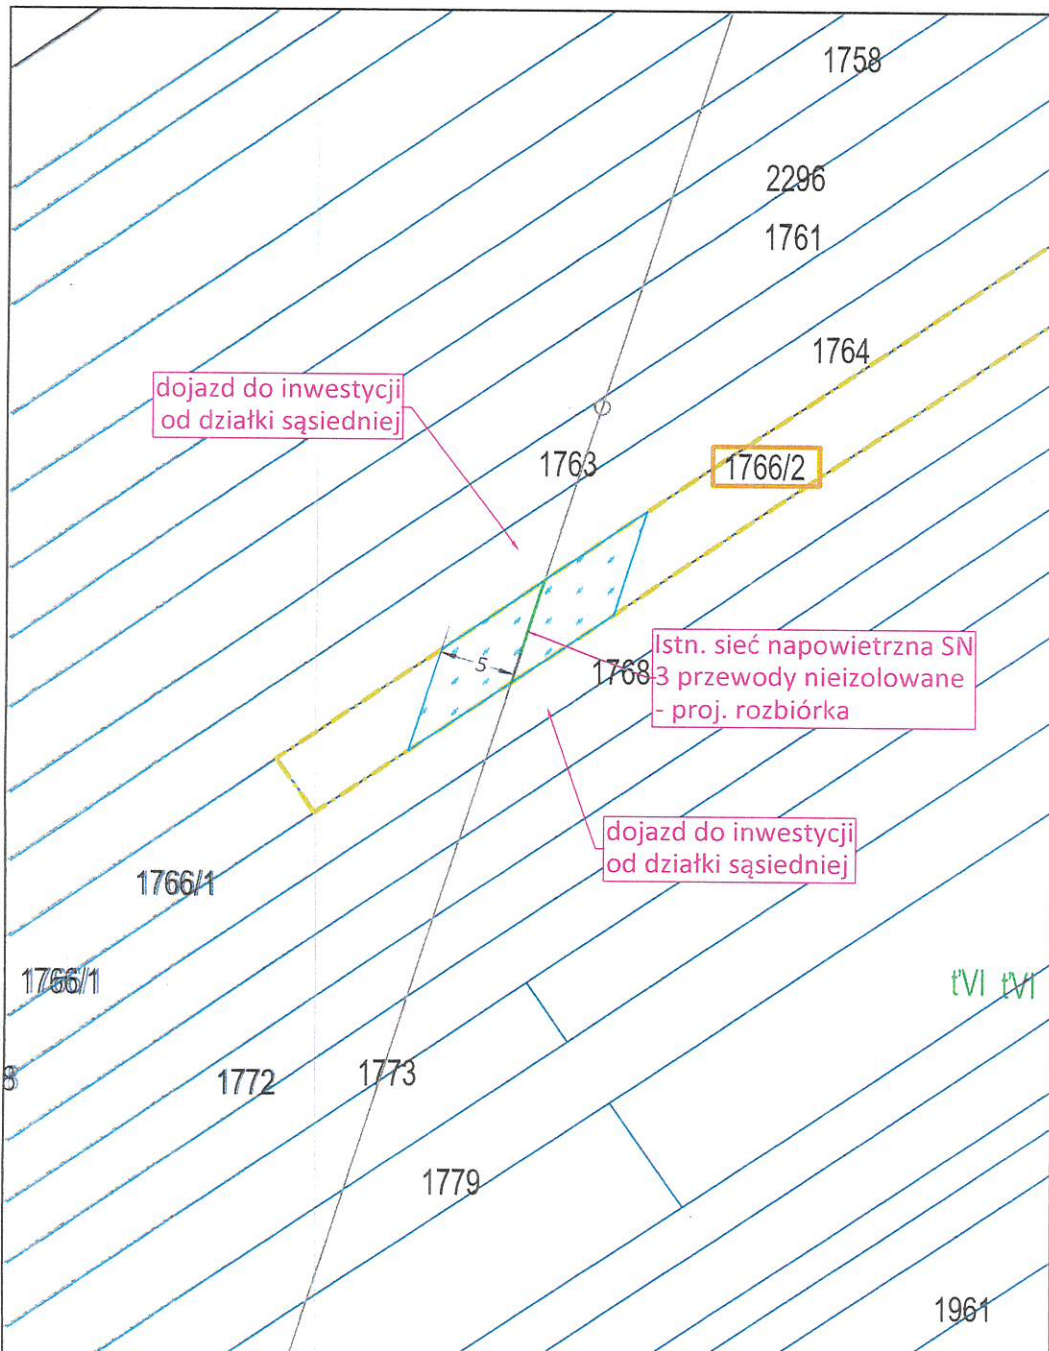 1758
2296
1761
1764
dojazd do inwestycji
od działki sąsiedniej
1763
1766/2
Istn. sieć napowietrzna SN
3 przewody nieizolowane
- proj. rozbiórka
1768
5
dojazd do inwestycji
od działki sąsiedniej
1766/1
1766/1
ťVI ťVI
8
1772
1773
1779
1961